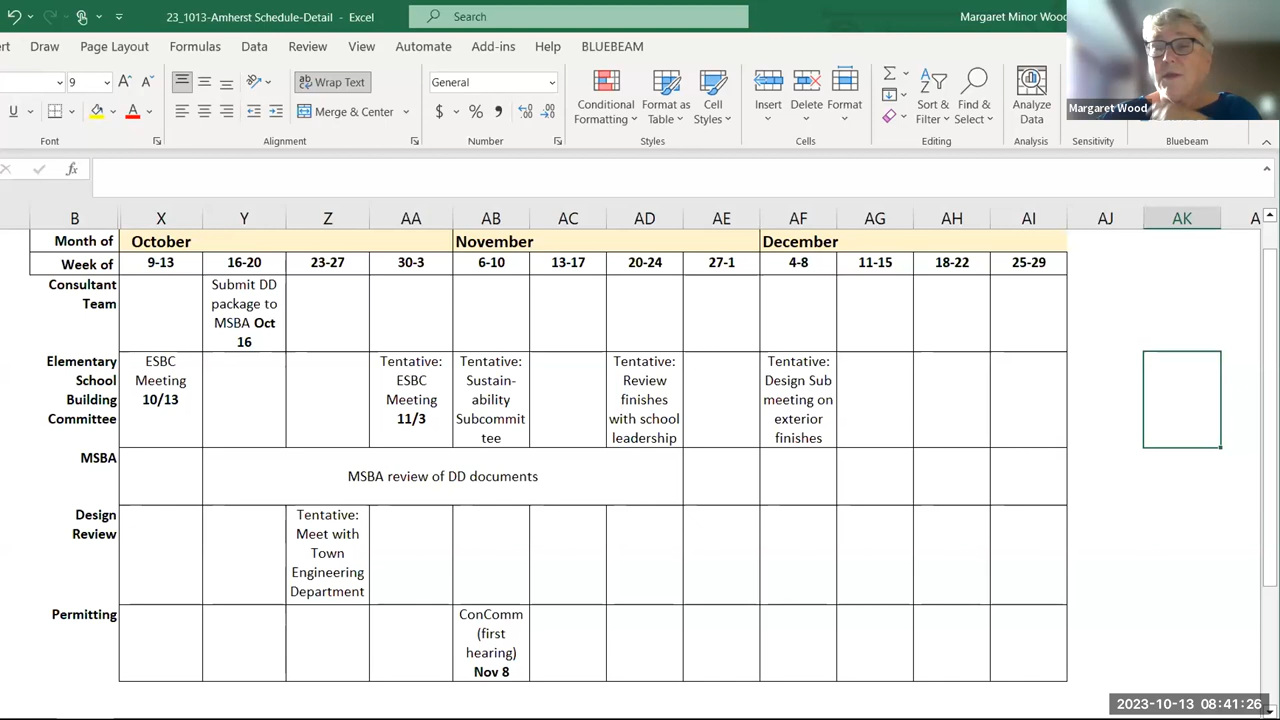 23_1013-Amherst Schedule-Detail - Excel
Search
Margaret Minor Wood
rt Draw Page Layout Formulas Data Review View Automate Add-ins Help BLUEBEAM
9 A A Wrap Text General
U A Merge & Center $ % 9
Conditional Formatting Format as Table Cell Styles
Insert Delete Format
Sort & Filter Find & Select
Analyze Data
Margaret Wood
Font Alignment Number Styles Cells Editing Analysis Sensitivity Bluebeam
fx
B X Y Z AA AB AC AD AE AF AG AH AI AJ AK A
Month of October November December
Week of 9-13 16-20 23-27 30-3 6-10 13-17 20-24 27-1 4-8 11-15 18-22 25-29
Consultant
Team
Submit DD
package to
MSBA Oct
16
Elementary
School
Building
Committee
ESBC
Meeting
10/13
Tentative:
ESBC
Meeting
11/3
Tentative:
Sustain-
ability
Subcommit
tee
Tentative:
Review
finishes
with school
leadership
Tentative:
Design Sub
meeting on
exterior
finishes
MSBA
MSBA review of DD documents
Design
Review
Tentative:
Meet with
Town
Engineering
Department
Permitting
ConComm
(first
hearing)
Nov 8
2023-10-13 08:41:26